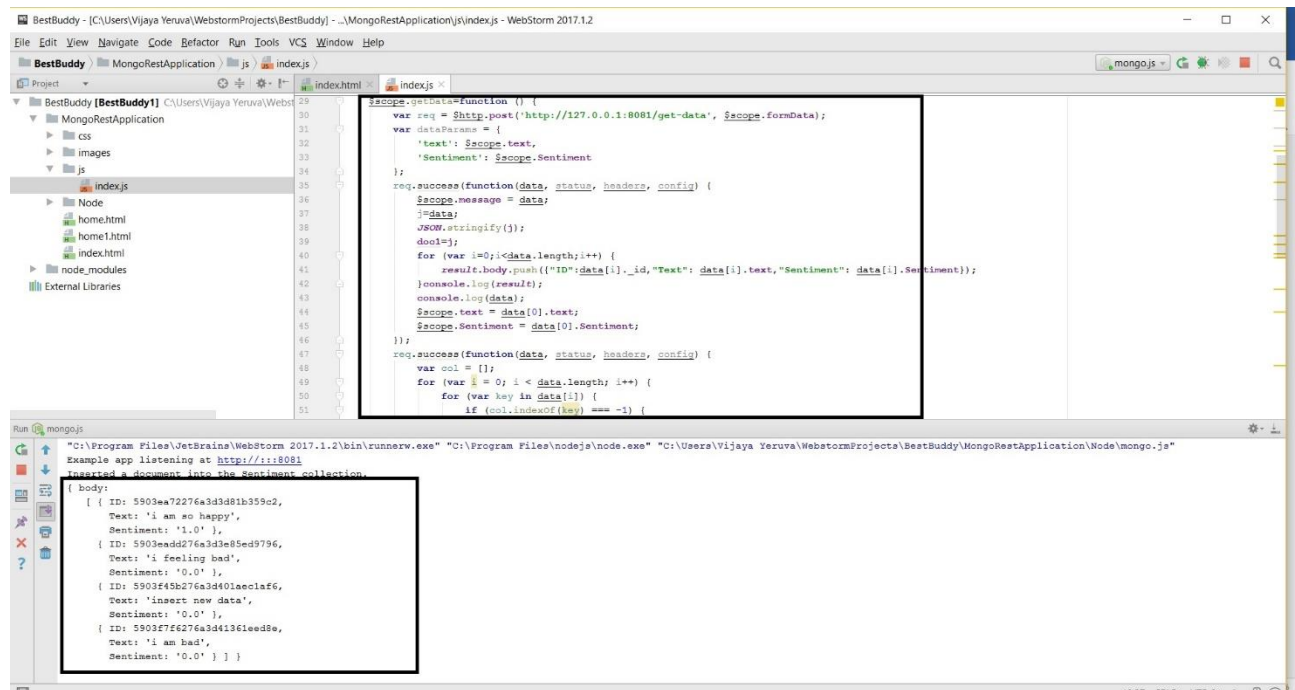 BestBuddy - [C:\Users\Vijaya Yeruva\WebstormProjects\BestBuddy] - ...\MongoRestApplication\js\index.js - WebStorm 2017.1.2
File Edit View Navigate Code Refactor Run Tools VCS Window Help
BestBuddy MongoRestApplication js index.js mongo.js
Project index.html index.js
BestBuddy [BestBuddy1] C:\Users\Vijaya Yeruva\Webst
MongoRestApplication
css
images
js
index.js
Node
home.html
home1.html
index.html
node_modules
External Libraries
29 $scope.getData=function () {
30 var req = $http.post('http://127.0.0.1:8081/get-data', $scope.formData);
31 var dataParams = {
32 'text': $scope.text,
33 'Sentiment': $scope.Sentiment
34 };
35 req.success(function(data, status, headers, config) {
36 $scope.message = data;
37 j=data;
38 JSON.stringify(j);
39 doc1=j;
40 for (var i=0;i<data.length;i++) {
41 result.body.push({"ID":data[i]._id,"Text": data[i].text,"Sentiment": data[i].Sentiment});
42 }console.log(result);
43 console.log(data);
44 $scope.text = data[0].text;
45 $scope.Sentiment = data[0].Sentiment;
46 });
47 req.success(function(data, status, headers, config) {
48 var col = [];
49 for (var i = 0; i < data.length; i++) {
50 for (var key in data[i]) {
51 if (col.indexOf(key) === -1) {
Run mongo.js
"C:\Program Files\JetBrains\WebStorm 2017.1.2\bin\runnerw.exe" "C:\Program Files\nodejs\node.exe" "C:\Users\Vijaya Yeruva\WebstormProjects\BestBuddy\MongoRestApplication\Node\mongo.js"
Example app listening at http://:::8081
Inserted a document into the Sentiment collection.
{ body:
[ { ID: 5903ea72276a3d3d81b359c2,
Text: 'i am so happy',
Sentiment: '1.0' },
{ ID: 5903eadd276a3d3e85ed9796,
Text: 'i feeling bad',
Sentiment: '0.0' },
{ ID: 5903f45b276a3d401aec1af6,
Text: 'insert new data',
Sentiment: '0.0' },
{ ID: 5903f7f6276a3d41361eed8e,
Text: 'i am bad',
Sentiment: '0.0' } ] }